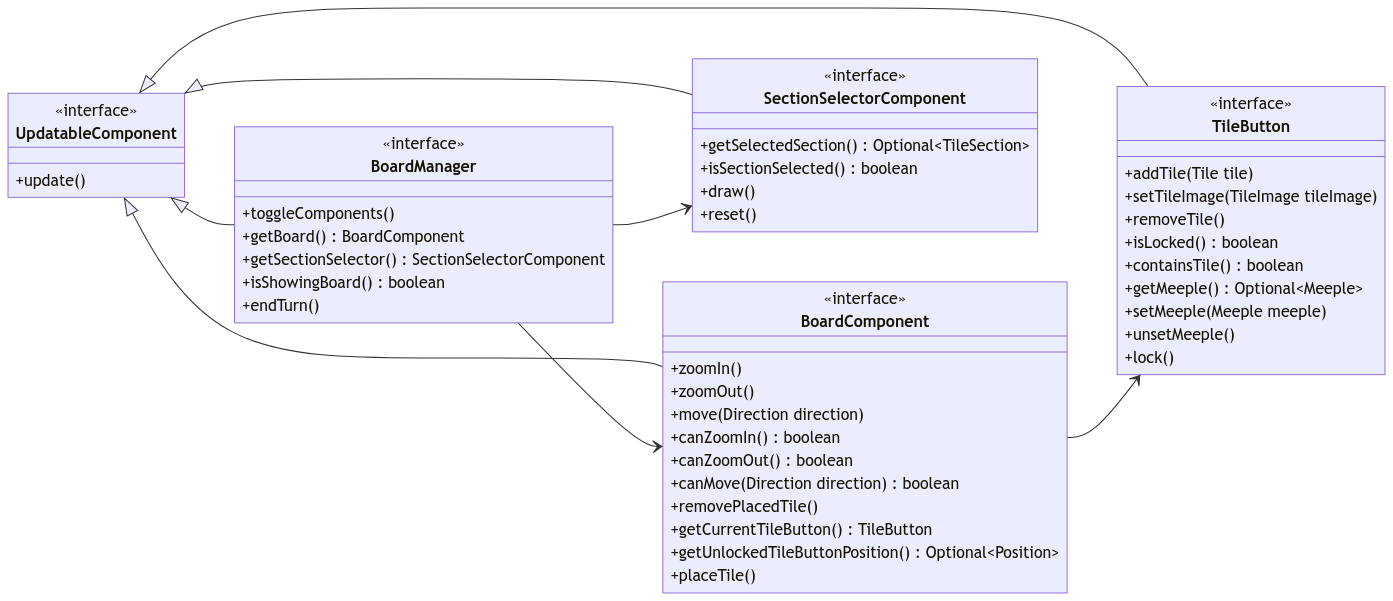 «interface»
UpdatableComponent
+update()
«interface»
BoardManager
+toggleComponents()
+getBoard() : BoardComponent
+getSectionSelector() : SectionSelectorComponent
+isShowingBoard() : boolean
+endTurn()
«interface»
SectionSelectorComponent
+getSelectedSection() : Optional<TileSection>
+isSectionSelected() : boolean
+draw()
+reset()
«interface»
BoardComponent
+zoomIn()
+zoomOut()
+move(Direction direction)
+canZoomIn() : boolean
+canZoomOut() : boolean
+canMove(Direction direction) : boolean
+removePlacedTile()
+getCurrentTileButton() : TileButton
+getUnlockedTileButtonPosition() : Optional<Position>
+placeTile()
«interface»
TileButton
+addTile(Tile tile)
+setTileImage(TileImage tileImage)
+removeTile()
+isLocked() : boolean
+containsTile() : boolean
+getMeeple() : Optional<Meeple>
+setMeeple(Meeple meeple)
+unsetMeeple()
+lock()